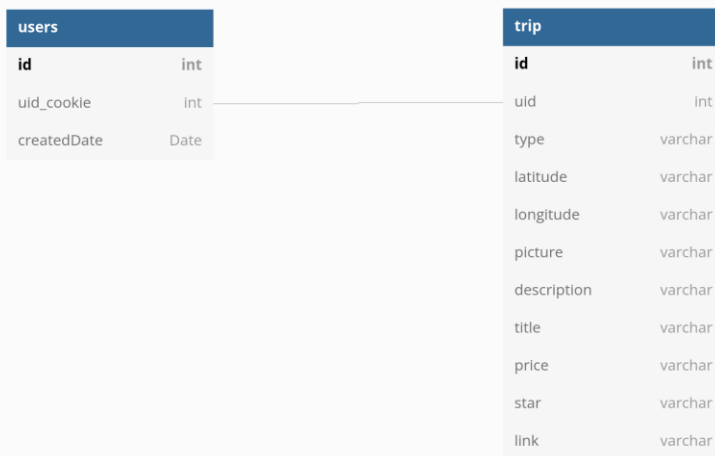 users
id int
uid_cookie int
createdDate Date
trip
id int
uid int
type varchar
latitude varchar
longitude varchar
picture varchar
description varchar
title varchar
price varchar
star varchar
link varchar